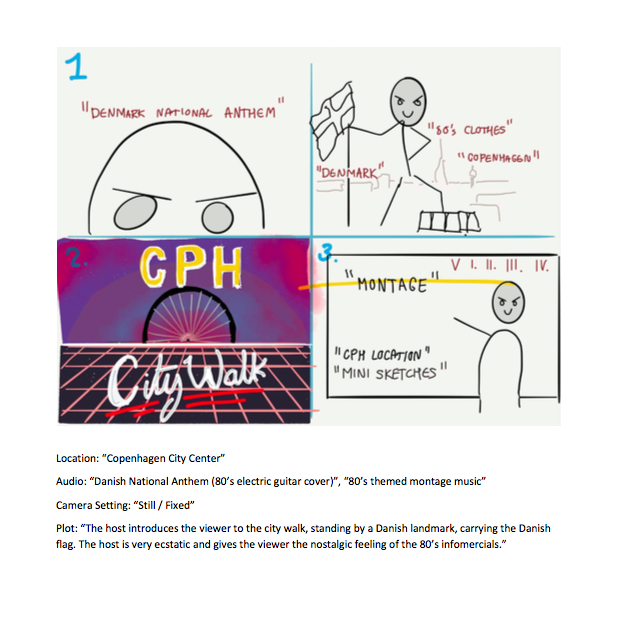 1
"DENMARK NATIONAL ANTHEM"
"80's CLOTHES"
"COPENHAGEN"
"DENMARK"
2.
CPH
City Walk
3.
V I. II. III. IV.
"MONTAGE"
"CPH LOCATION"
"MINI SKETCHES"
Location: “Copenhagen City Center”
Audio: “Danish National Anthem (80’s electric guitar cover)”, “80’s themed montage music”
Camera Setting: “Still / Fixed”
Plot: “The host introduces the viewer to the city walk, standing by a Danish landmark, carrying the Danish
flag. The host is very ecstatic and gives the viewer the nostalgic feeling of the 80’s infomercials.”